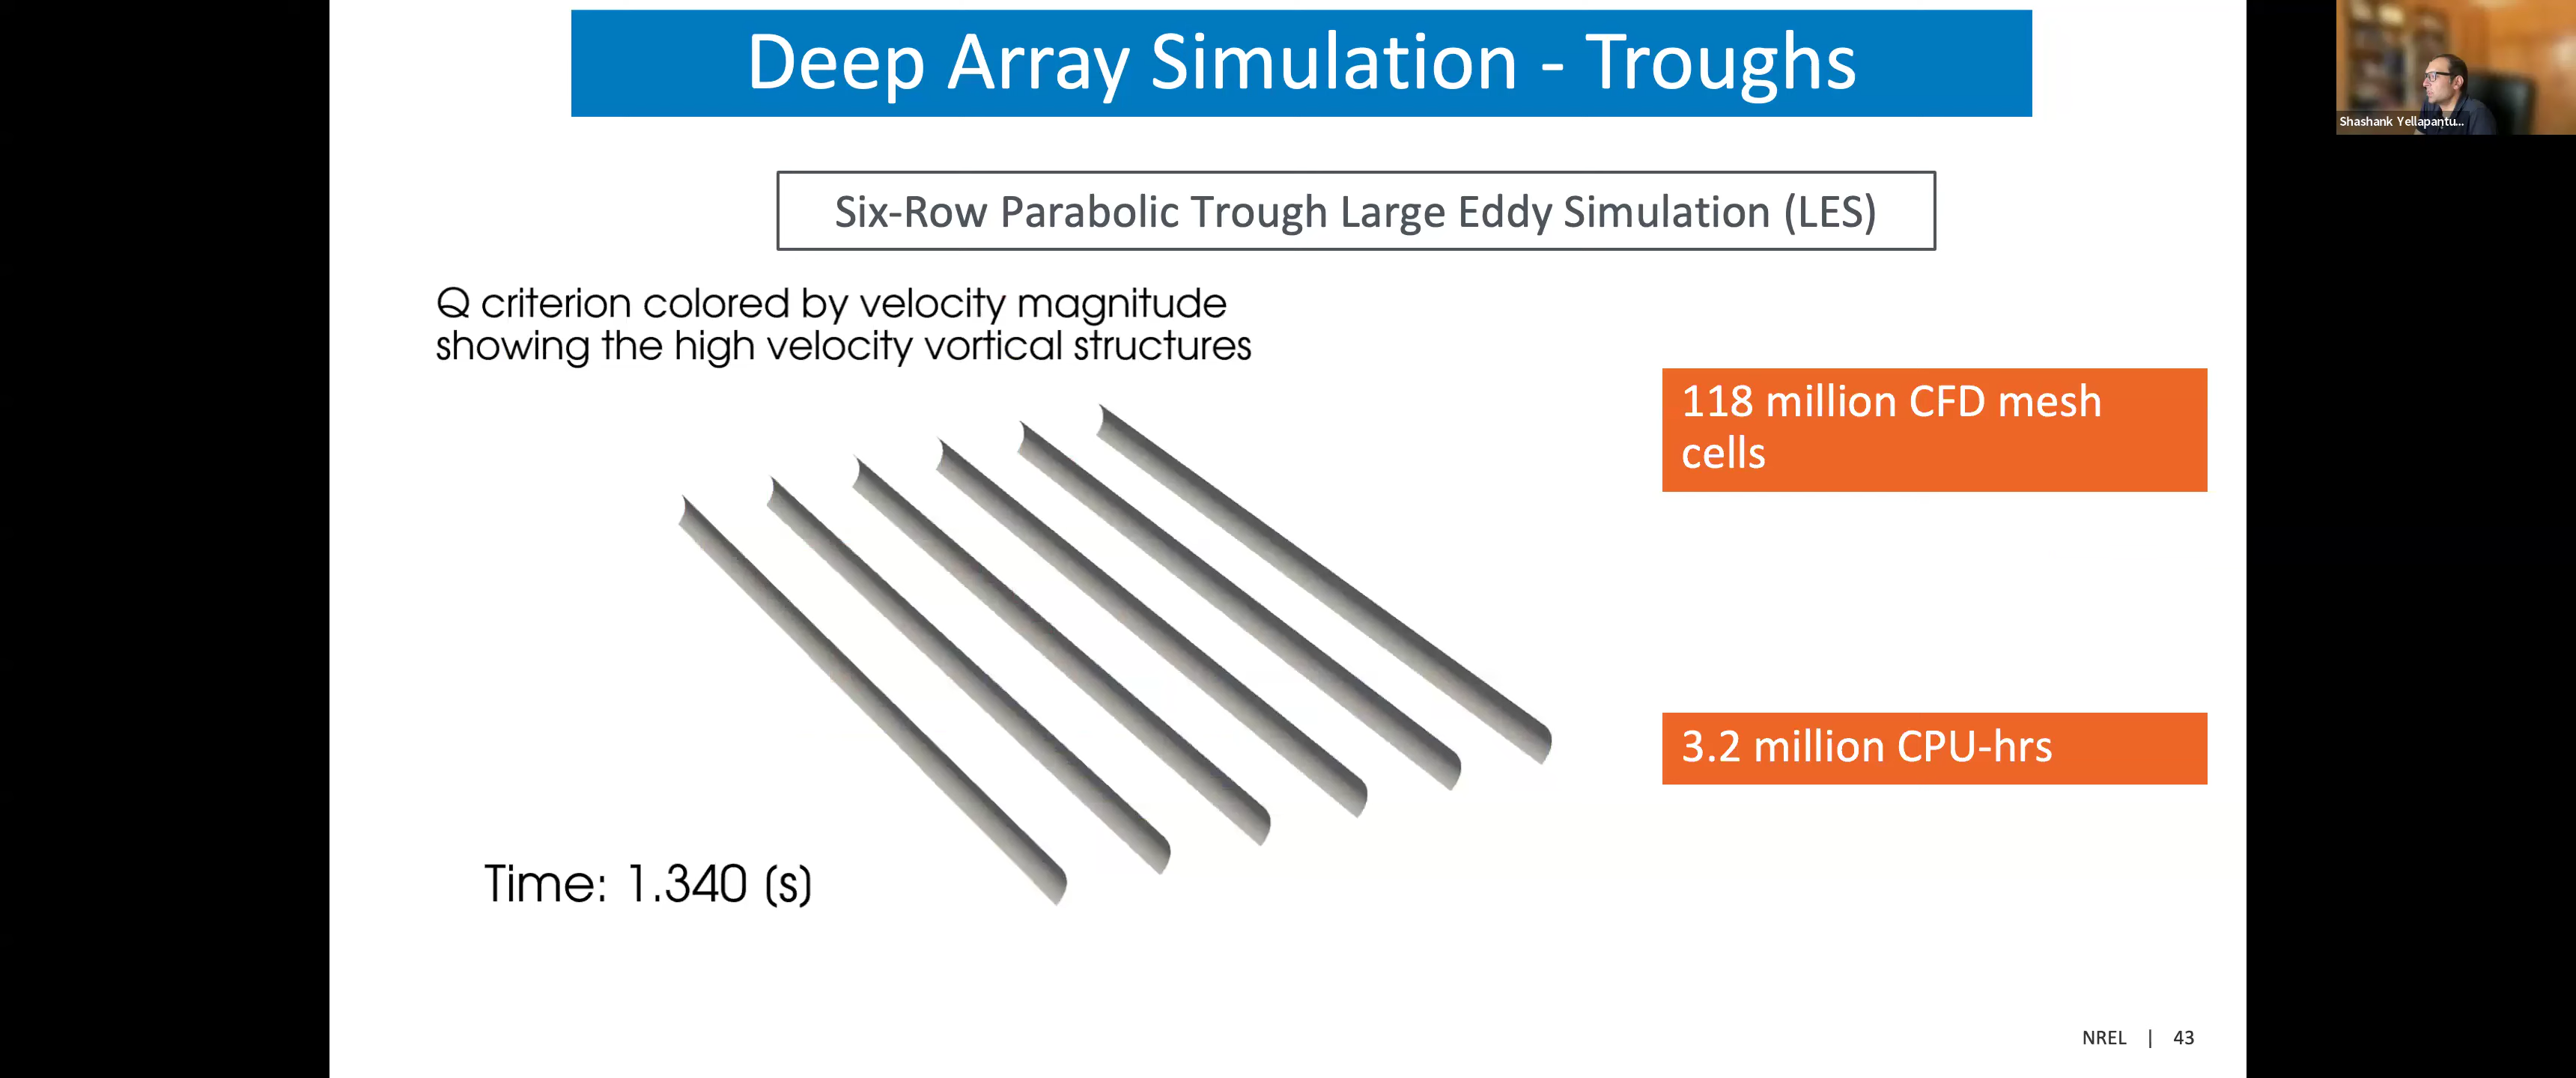 Deep Array Simulation - Troughs
Shashank Yellapantu...
Six-Row Parabolic Trough Large Eddy Simulation (LES)
Q criterion colored by velocity magnitude
showing the high velocity vortical structures
118 million CFD mesh
cells
3.2 million CPU-hrs
Time: 1.340 (s)
NREL | 43